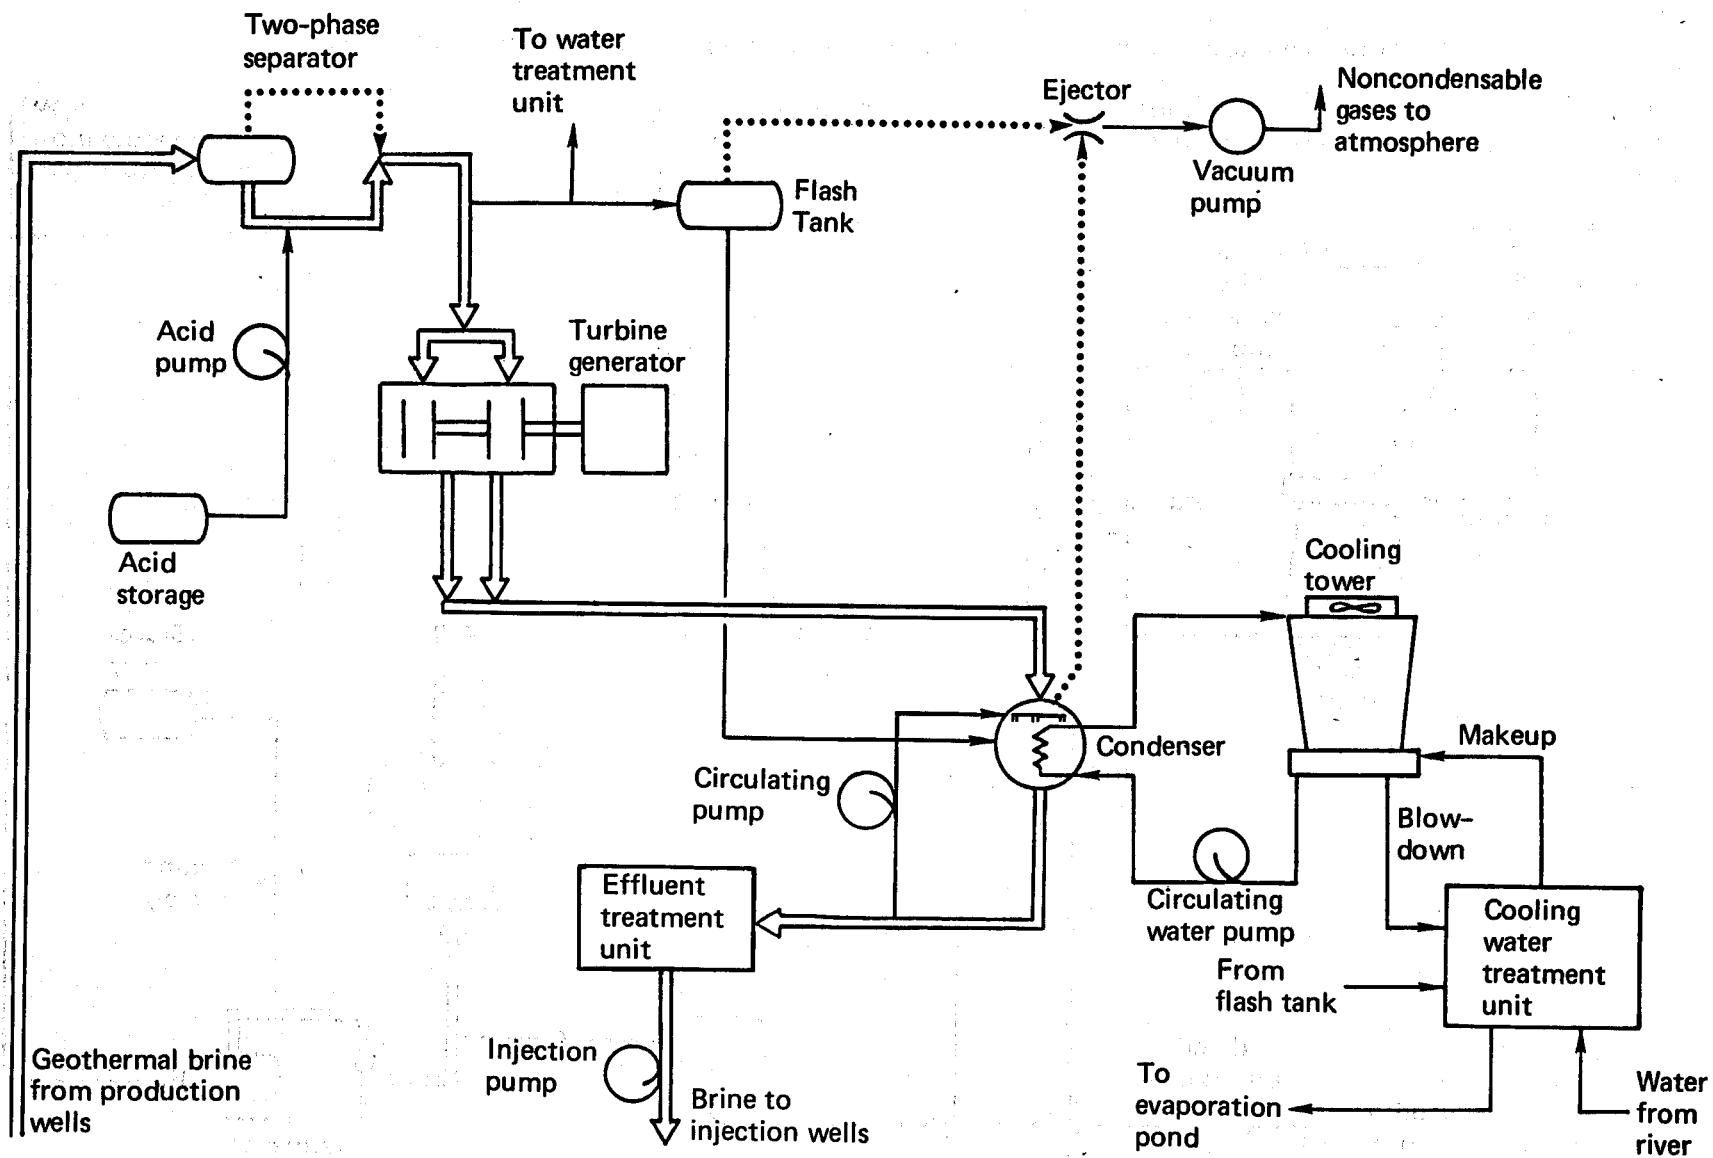 Two-phase
separator
To water
treatment
unit
Ejector
Noncondensable
gases to
atmosphere
Vacuum
pump
Flash
Tank
Acid
pump
Turbine
generator
Acid
storage
Cooling
tower
Condenser
Makeup
Circulating
pump
Blow-
down
Effluent
treatment
unit
Circulating
water pump
Cooling
water
treatment
unit
From
flash tank
Injection
pump
Geothermal brine
from production
wells
Brine to
injection wells
To
evaporation
pond
Water
from
river